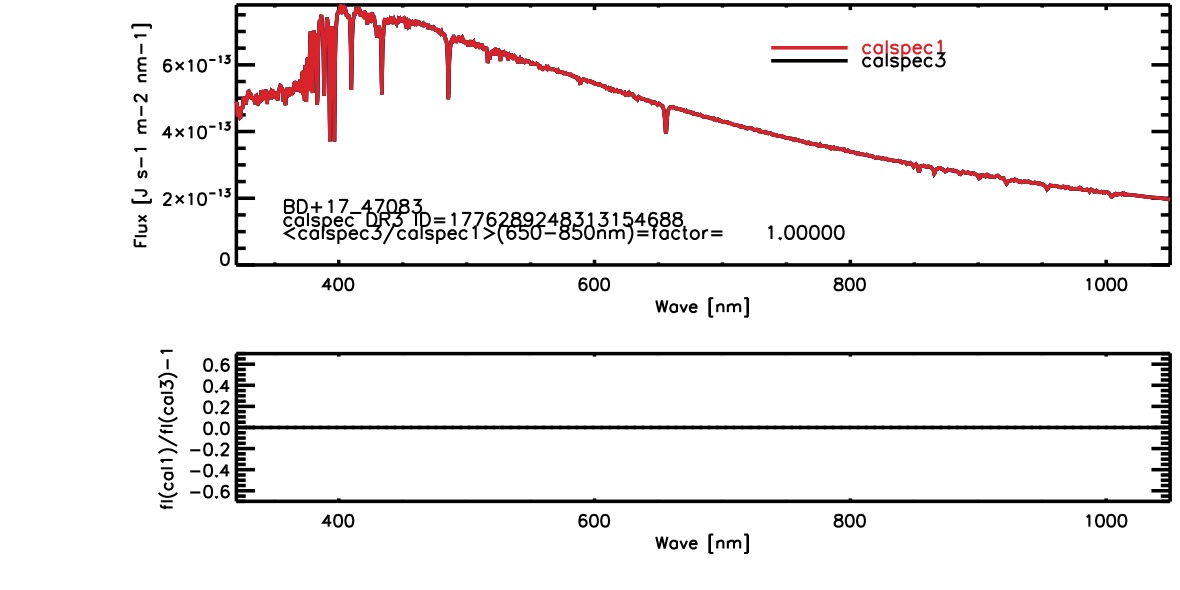 Flux [J s-1 m-2 nm-1]
6×10-13
4×10-13
2×10-13
0
calspec1
calspec3
BD+17_47083
calspec DR3 ID=1776289248313154688
<calspec3/calspec1>(650-850nm)=factor= 1.00000
400 600 800 1000
Wave [nm]
fl(cal1)/fl(cal3)-1
0.6
0.4
0.2
0.0
-0.2
-0.4
-0.6
400 600 800 1000
Wave [nm]